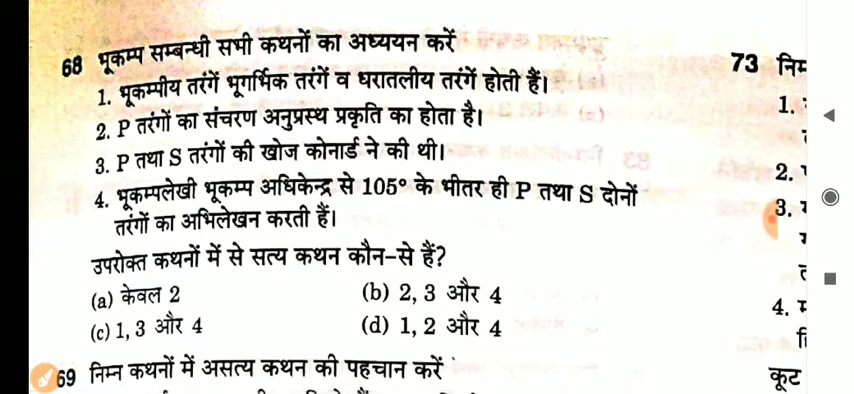 68 भूकम्प सम्बन्धी सभी कथनों का अध्ययन करें
1. भूकम्पीय तरंगें भूगर्भिक तरंगें व धरातलीय तरंगें होती हैं।
2. P तरंगों का संचरण अनुप्रस्थ प्रकृति का होता है।
3. P तथा S तरंगों की खोज कोनार्ड ने की थी।
4. भूकम्पलेखी भूकम्प अधिकेन्द्र से 105° के भीतर ही P तथा S दोनों
तरंगों का अभिलेखन करती हैं।
उपरोक्त कथनों में से सत्य कथन कौन-से हैं?
(a) केवल 2
(b) 2, 3 और 4
(c) 1, 3 और 4
(d) 1, 2 और 4
69 निम्न कथनों में असत्य कथन की पहचान करें
73 निम
1.
2.
3.
4.
कूट